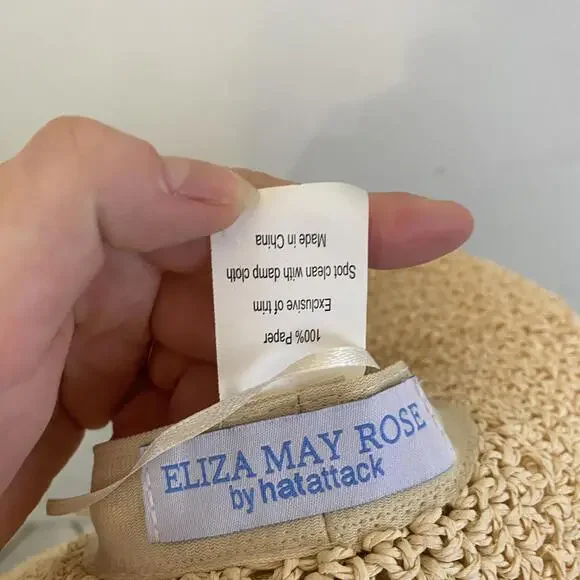 100% Paper
Exclusive of trim
Spot clean with damp cloth
Made in China
ELIZA MAY ROSE
by hatattack